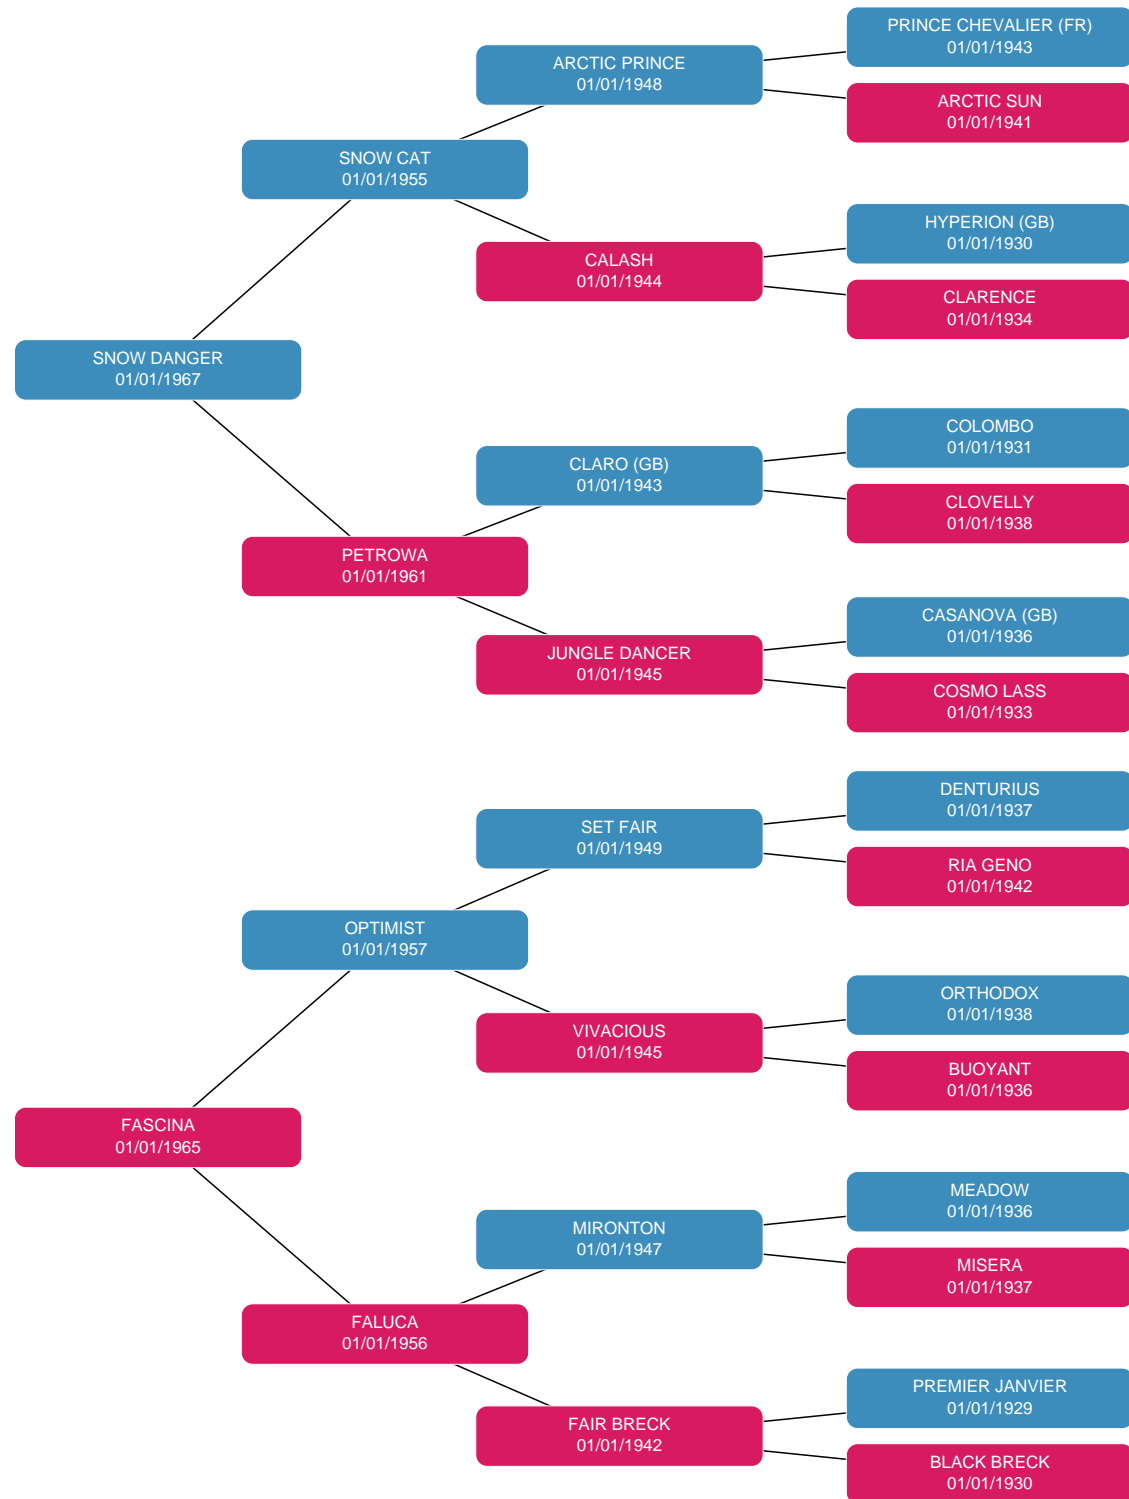 PRINCE CHEVALIER (FR)
01/01/1943
ARCTIC PRINCE
01/01/1948
ARCTIC SUN
01/01/1941
SNOW CAT
01/01/1955
HYPERION (GB)
01/01/1930
CALASH
01/01/1944
CLARENCE
01/01/1934
SNOW DANGER
01/01/1967
COLOMBO
01/01/1931
CLARO (GB)
01/01/1943
CLOVELLY
01/01/1938
PETROWA
01/01/1961
CASANOVA (GB)
01/01/1936
JUNGLE DANCER
01/01/1945
COSMO LASS
01/01/1933
DENTURIUS
01/01/1937
SET FAIR
01/01/1949
RIA GENO
01/01/1942
OPTIMIST
01/01/1957
ORTHODOX
01/01/1938
VIVACIOUS
01/01/1945
BUOYANT
01/01/1936
FASCINA
01/01/1965
MEADOW
01/01/1936
MIRONTON
01/01/1947
MISERA
01/01/1937
FALUCA
01/01/1956
PREMIER JANVIER
01/01/1929
FAIR BRECK
01/01/1942
BLACK BRECK
01/01/1930